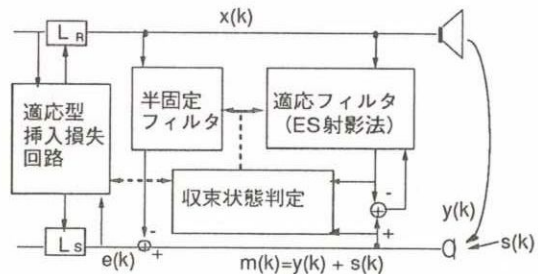 x(k)
L R
適応型
挿入損失
回路
半固定
フィルタ
適応フィルタ
(ES射影法)
収束状態判定
-
+
-
+
y(k)
s(k)
L S
e(k)
m(k)=y(k) + s(k)